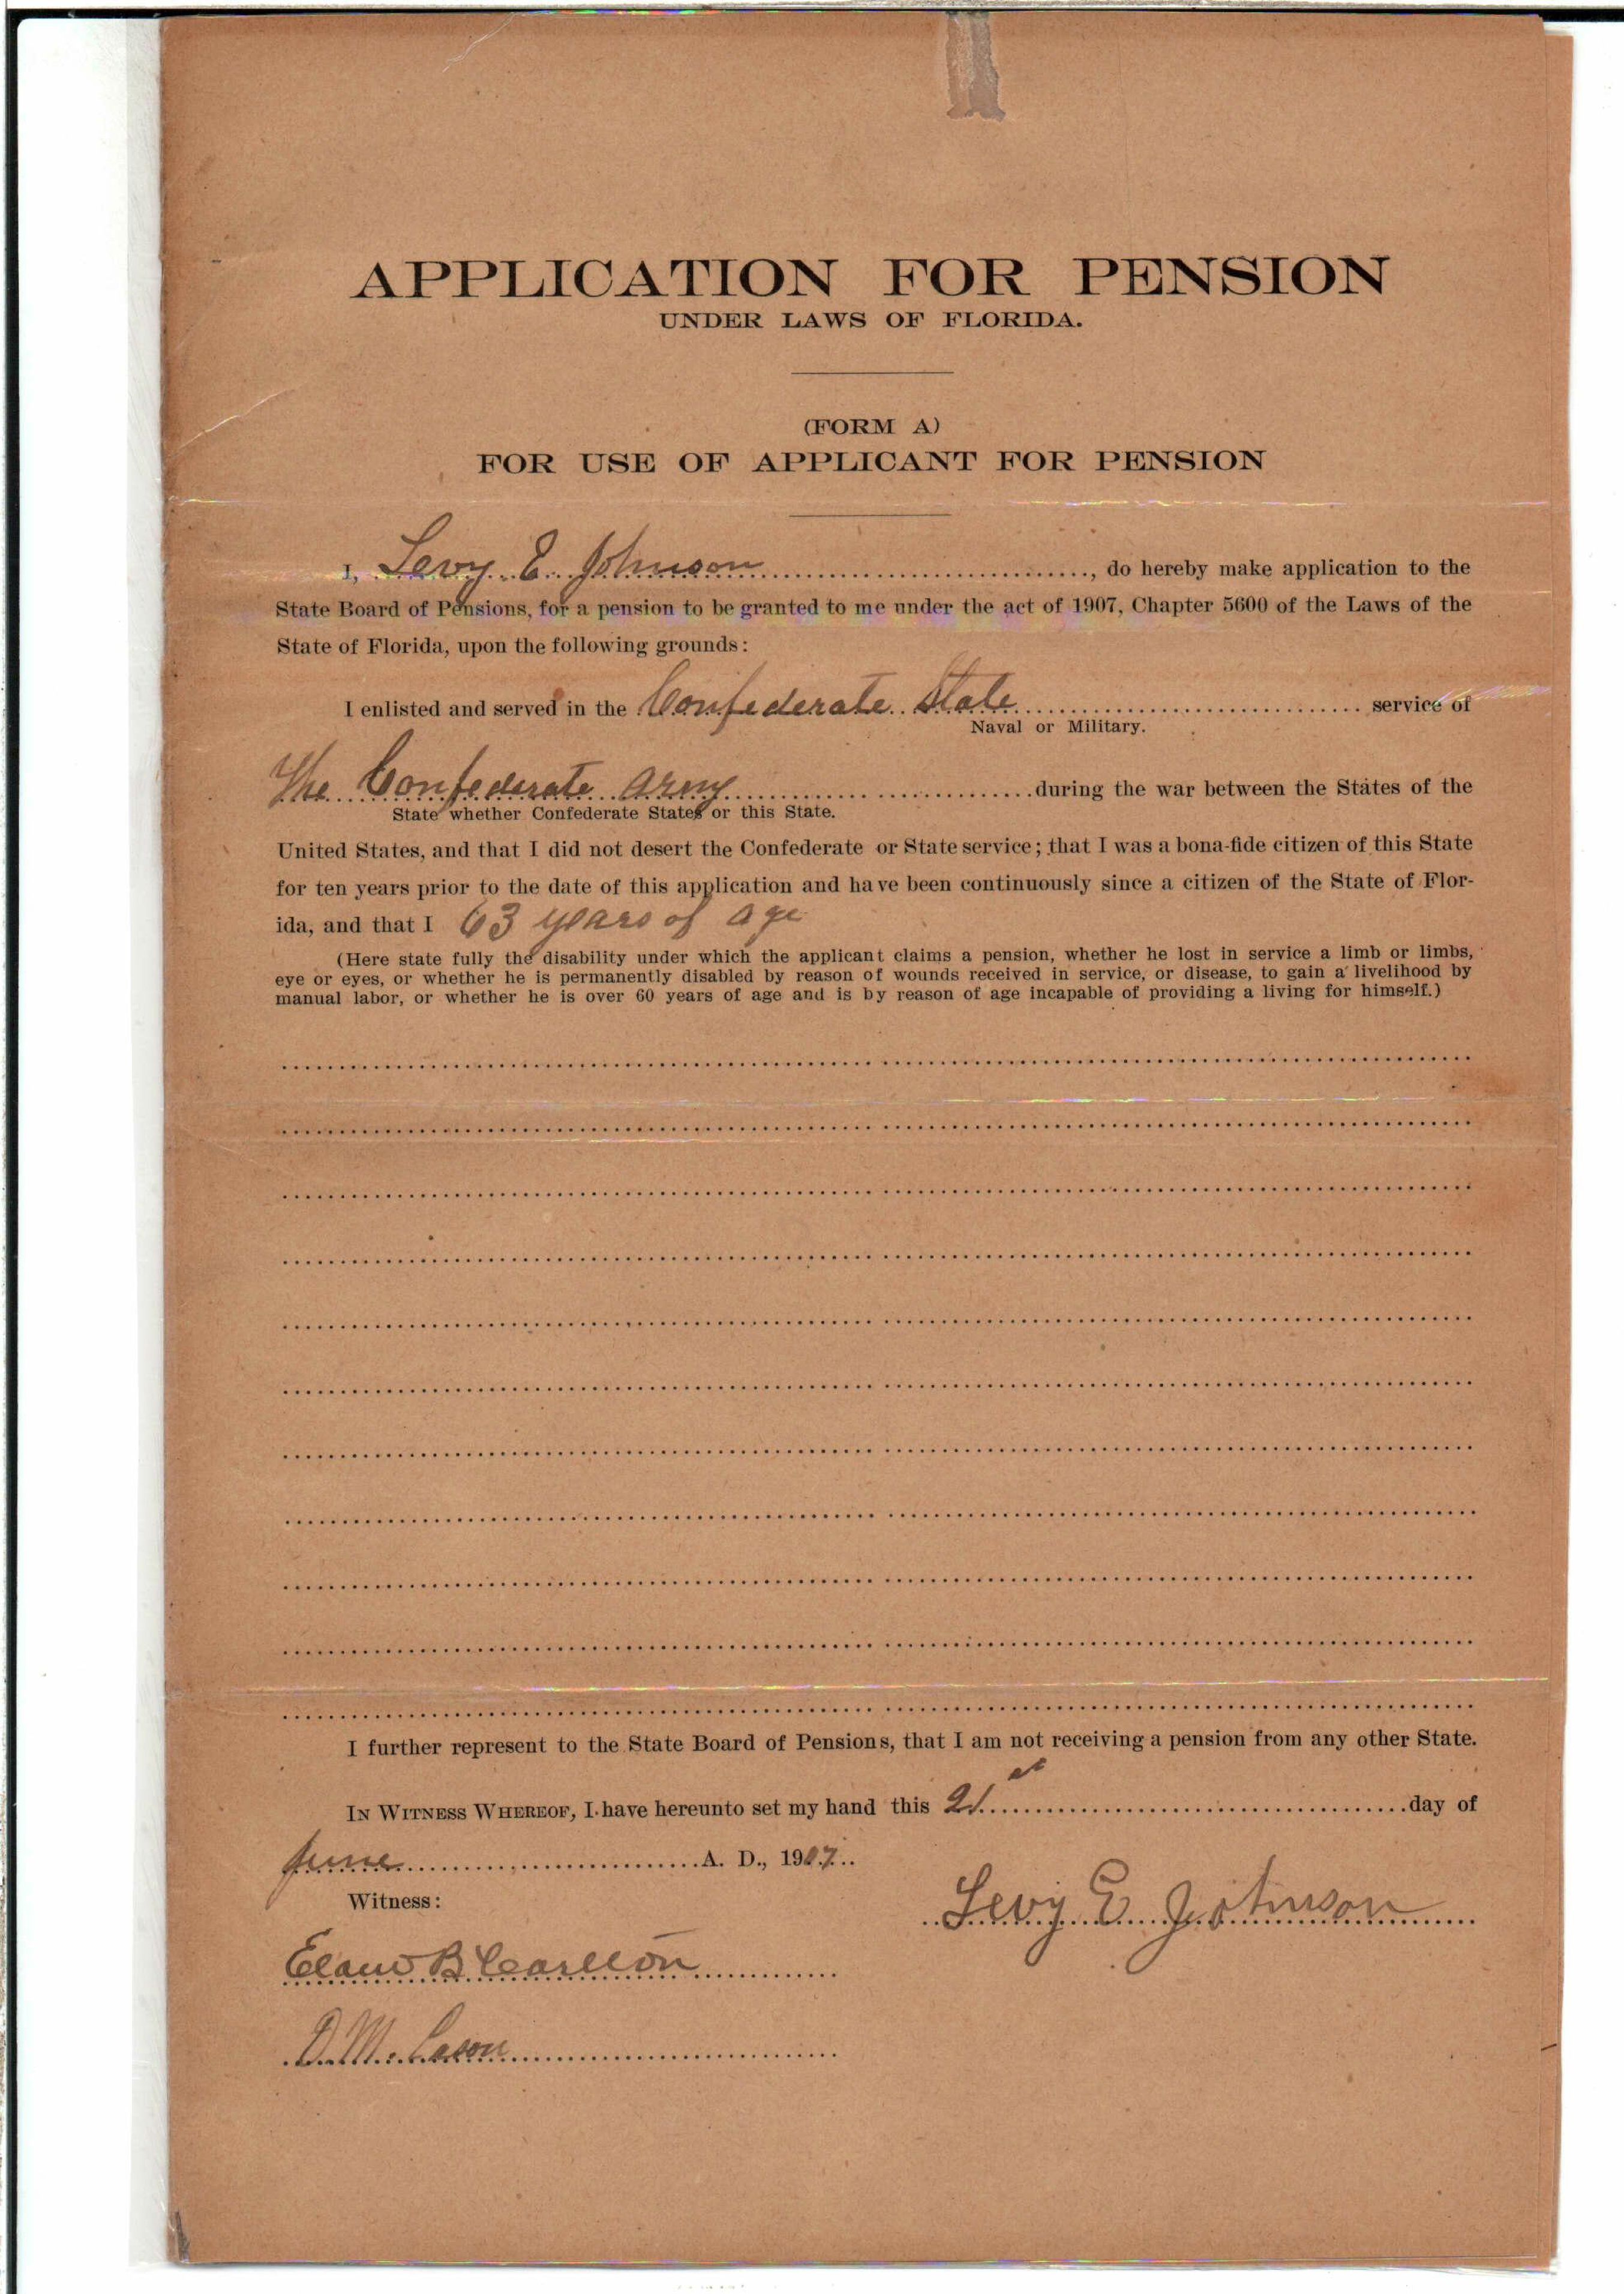 APPLICATION FOR PENSION
UNDER LAWS OF FLORIDA.
(FORM A)
FOR USE OF APPLICANT FOR PENSION
I, Levy E. Johnson, do hereby make application to the
State Board of Pensions, for a pension to be granted to me under the act of 1907, Chapter 5600 of the Laws of the
State of Florida, upon the following grounds:
I enlisted and served in the Confederate State service of
Naval or Military.
The Confederate Army during the war between the States of the
State whether Confederate States or this State.
United States, and that I did not desert the Confederate or State service; that I was a bona-fide citizen of this State
for ten years prior to the date of this application and have been continuously since a citizen of the State of Flor-
ida, and that I 63 years of age
(Here state fully the disability under which the applicant claims a pension, whether he lost in service a limb or limbs,
eye or eyes, or whether he is permanently disabled by reason of wounds received in service, or disease, to gain a livelihood by
manual labor, or whether he is over 60 years of age and is by reason of age incapable of providing a living for himself.)
I further represent to the State Board of Pensions, that I am not receiving a pension from any other State.
IN WITNESS WHEREOF, I have hereunto set my hand this 21st day of
June A. D., 1907
Witness:
Levy E Johnson
B Carlton
D. M.